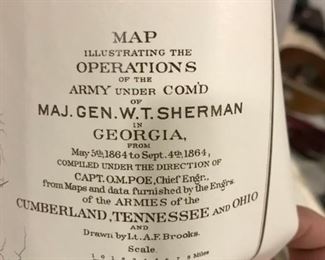 MAP
ILLUSTRATING THE
OPERATIONS
OF THE
ARMY UNDER COM'D
OF
MAJ. GEN. W. T. SHERMAN
IN
GEORGIA,
FROM
May 5th, 1864 to Sept. 4th, 1864,
COMPILED UNDER THE DIRECTION OF
CAPT. O.M. POE, Chief Engr.,
from Maps and data furnished by the Engrs.
of the ARMIES of the
CUMBERLAND, TENNESSEE AND OHIO
AND
Drawn by Lt. A.F. Brooks.
Scale.
Miles